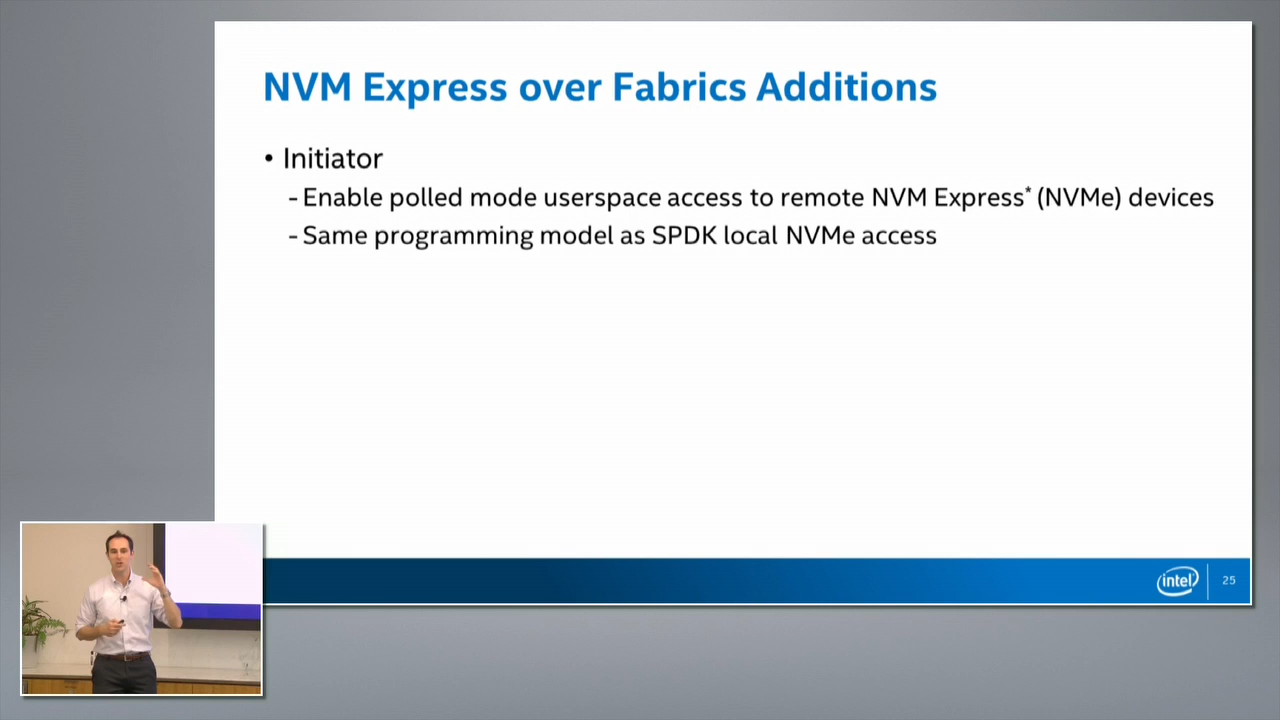 NVM Express over Fabrics Additions
• Initiator
- Enable polled mode userspace access to remote NVM Express* (NVMe) devices
- Same programming model as SPDK local NVMe access
intel
25